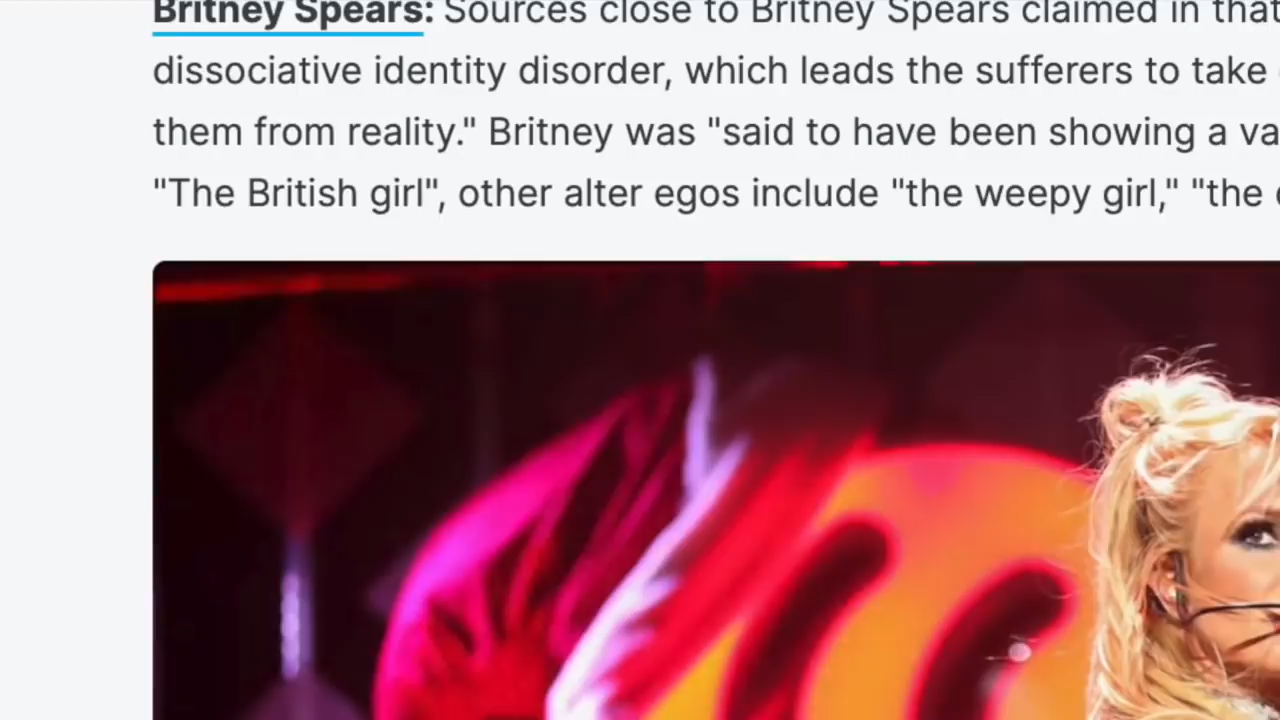 Britney Spears: Sources close to Britney Spears claimed in that
dissociative identity disorder, which leads the sufferers to take
them from reality." Britney was "said to have been showing a va
"The British girl", other alter egos include "the weepy girl," "the